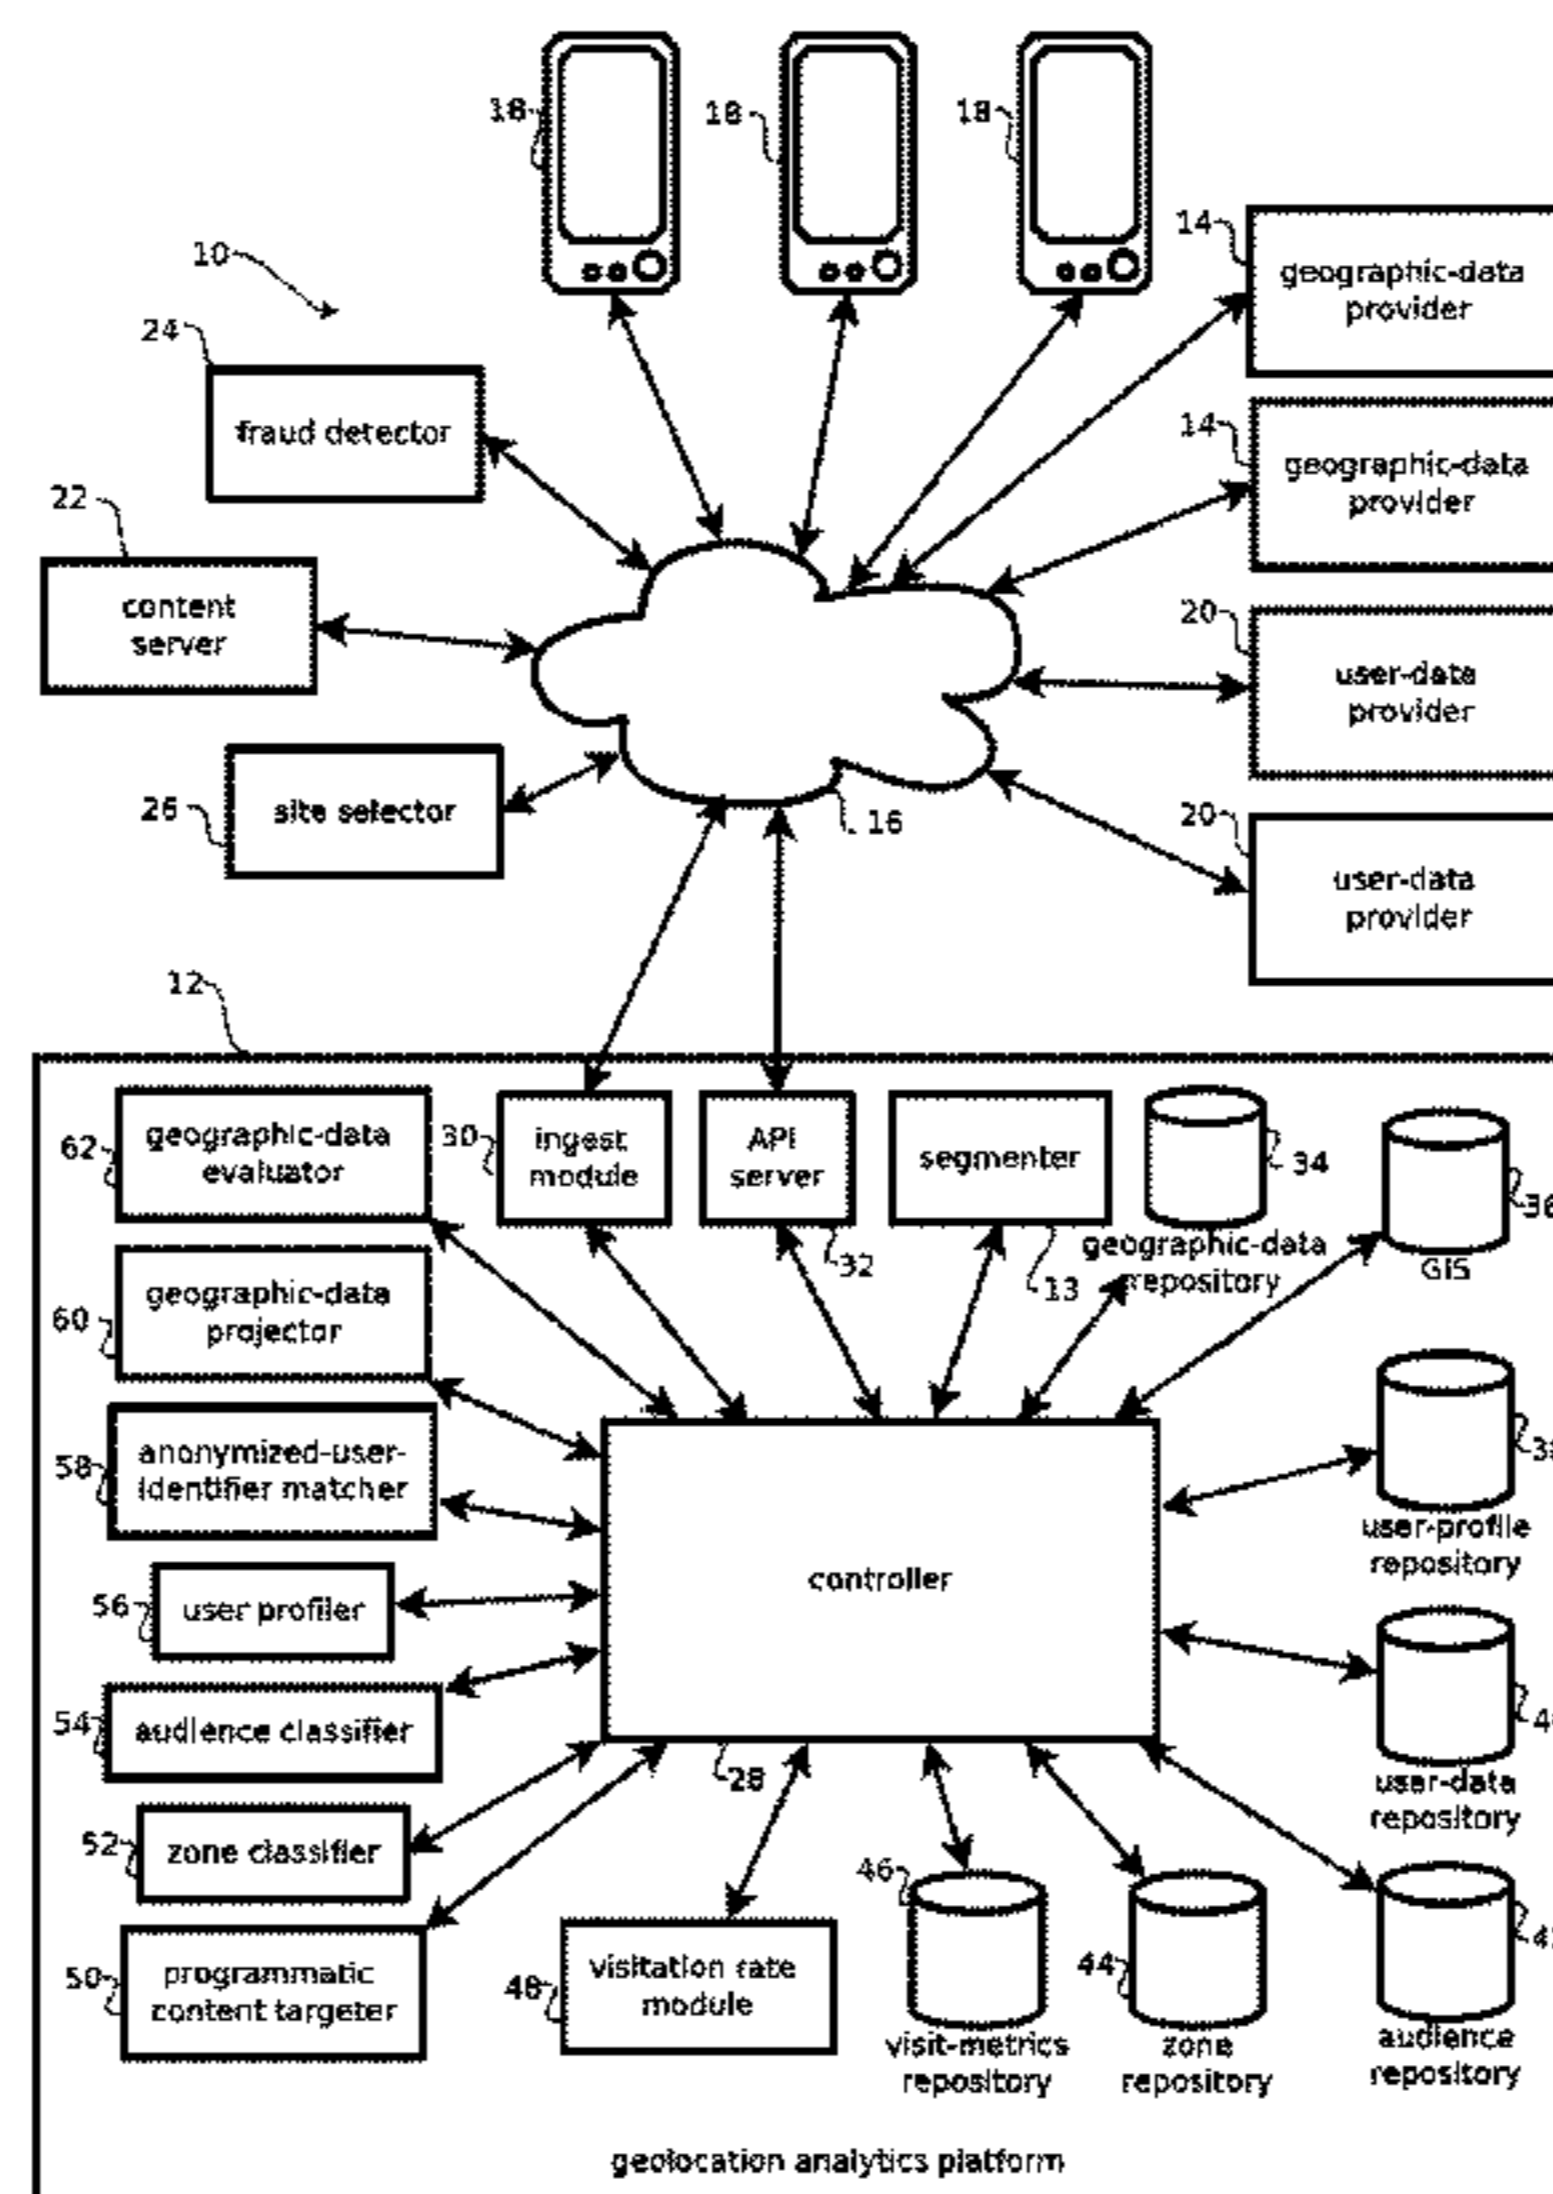 18
18
18
10
14
geographic-data
provider
24
fraud detector
14
geographic-data
provider
22
content
server
20
user-data
provider
26
site selector
16
20
user-data
provider
12
62
geographic-data
evaluator
30
ingest
module
API
server
32
segmenter
13
34
geographic-data
repository
GIS
60
geographic-data
projector
58
anonymized-user-
identifier matcher
user-profile
repository
controller
28
56
user profiler
54
audience classifier
user-data
repository
52
zone classifier
50
programmatic
content targeter
48
visitation rate
module
46
visit-metrics
repository
44
zone
repository
audience
repository
geolocation analytics platform